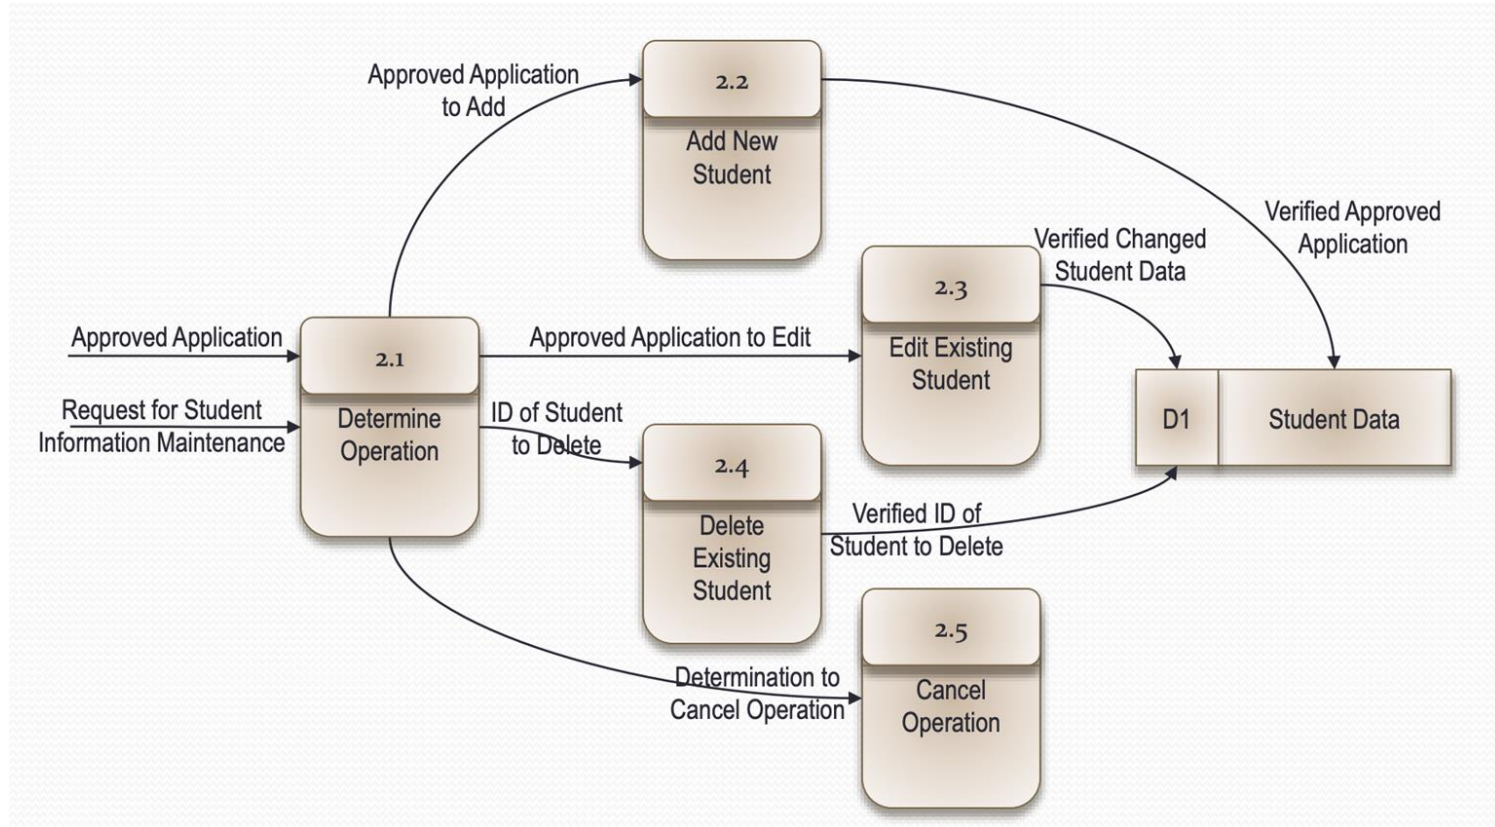 Approved Application
to Add
2.2
Add New
Student
Verified Approved
Application
Verified Changed
Student Data
2.3
Edit Existing
Student
Approved Application
Request for Student
Information Maintenance
2.1
Determine
Operation
Approved Application to Edit
ID of Student
to Delete
D1
Student Data
2.4
Delete
Existing
Student
Verified ID of
Student to Delete
Determination to
Cancel Operation
2.5
Cancel
Operation